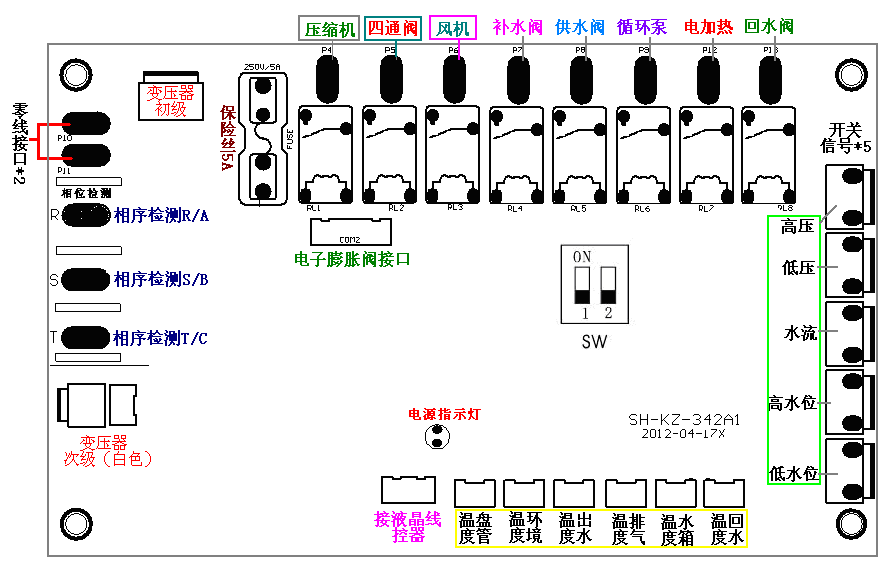 压缩机 四通阀 风机 补水阀 供水阀 循环泵 电加热 回水阀
P4 P5 P6 P7 P8 P9 P12 P13
250V/5A
变压器
初级
保险丝5A
FUSE
零线接口*2
P10
P11
开关
信号*5
相位检测
R 相序检测R/A
RL1 RL2 RL3 RL4 RL5 RL6 RL7 RL8
高压
COM2
电子膨胀阀接口
ON
1 2
SW
低压
S 相序检测S/B
水流
T 相序检测T/C
高水位
电源指示灯
SH-KZ-342A1
2012-04-17X
变压器
次级（白色）
低水位
接液晶线
控器
温盘
度管
温环
度境
温出
度水
温排
度气
温水
度箱
温回
度水